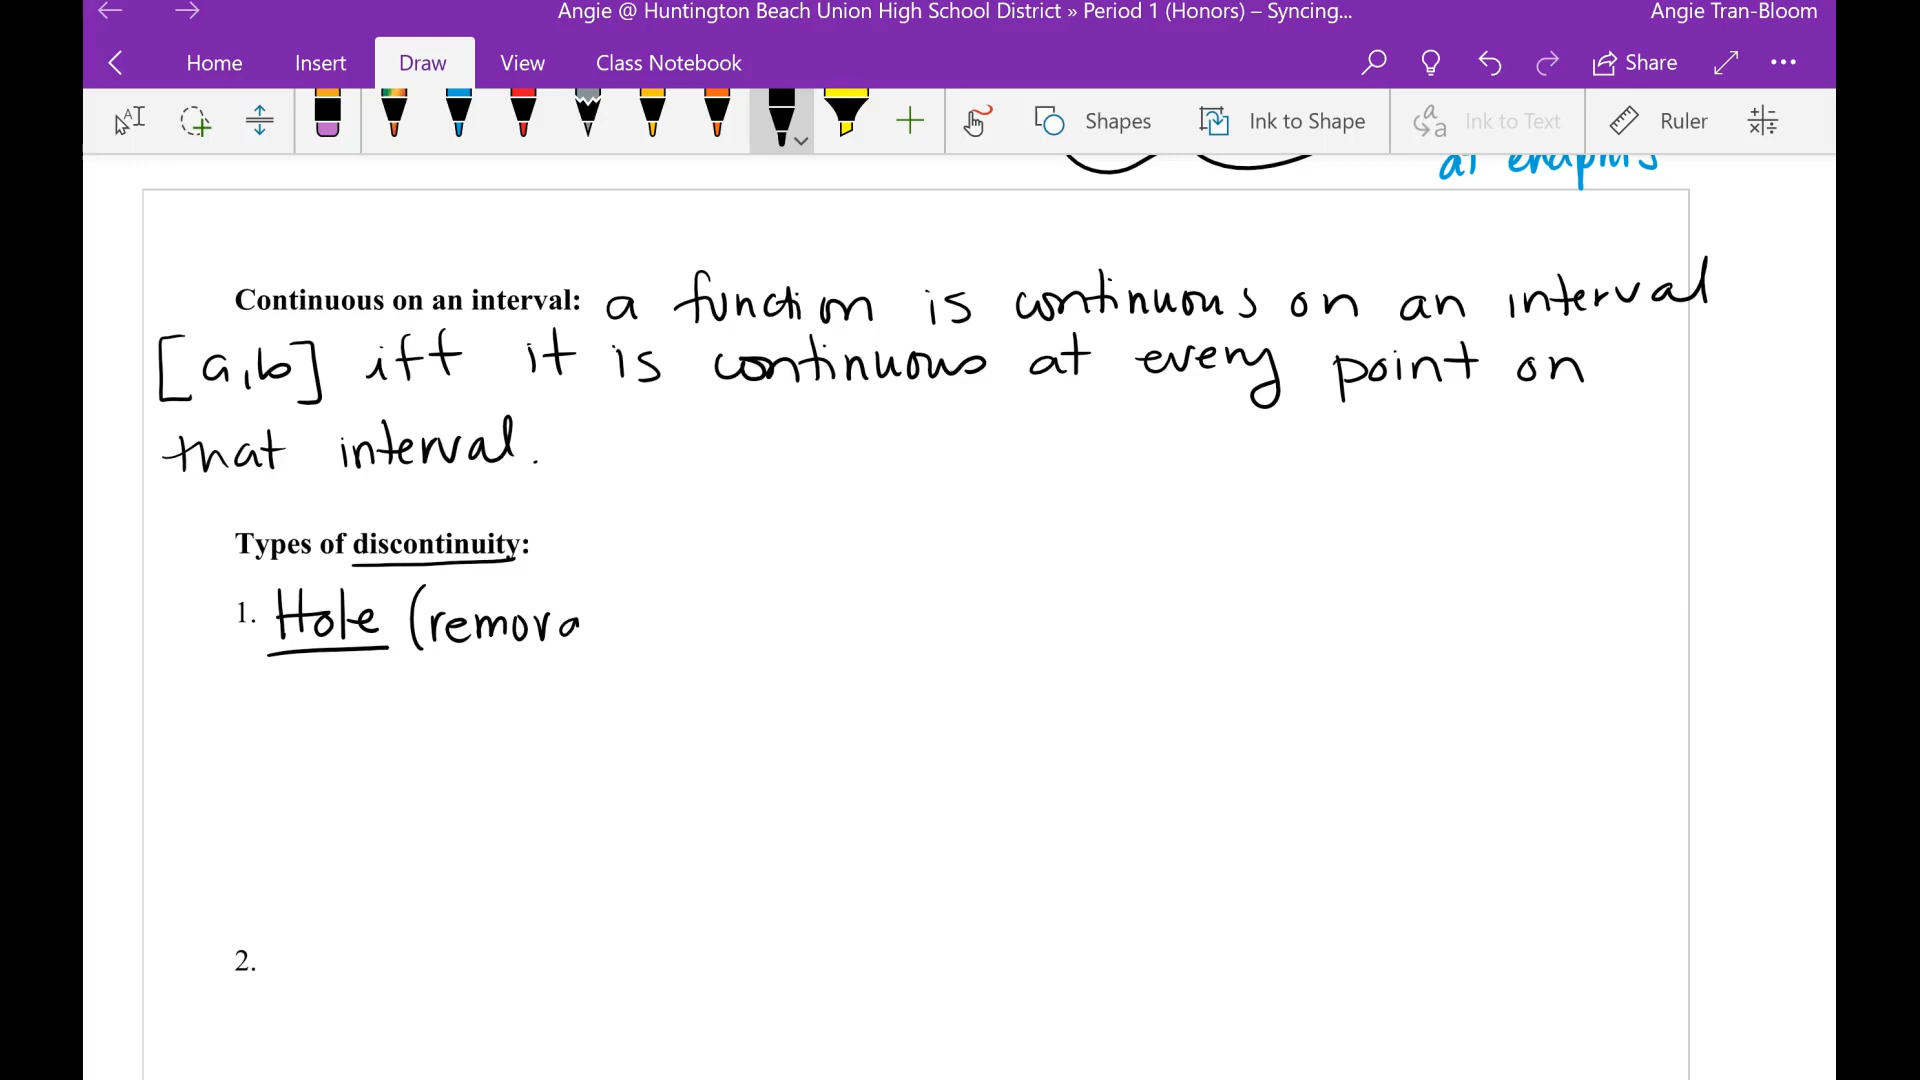 Angie @ Huntington Beach Union High School District » Period 1 (Honors) – Syncing...
Angie Tran-Bloom
Home Insert Draw View Class Notebook Share
Shapes Ink to Shape Ink to Text Ruler
at endpnts
Continuous on an interval: a function is continuous on an interval
[a,b] iff it is continuous at every point on
that interval.
Types of discontinuity:
1. Hole (remova
2.